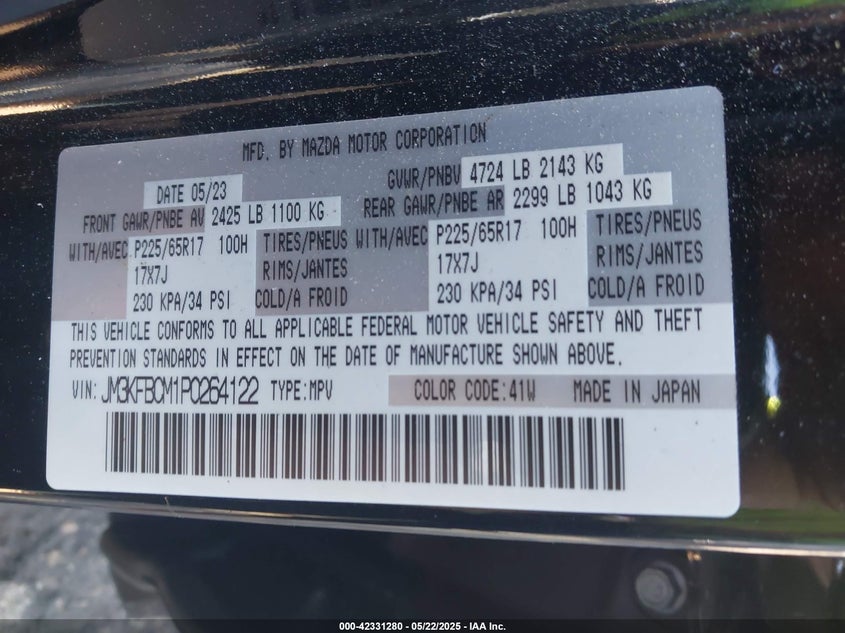 MFD. BY MAZDA MOTOR CORPORATION
DATE 05/23 GVWR/PNBV 4724 LB 2143 KG
FRONT GAWR/PNBE AV 2425 LB 1100 KG REAR GAWR/PNBE AR 2299 LB 1043 KG
WITH/AVEC P225/65R17 100H TIRES/PNEUS WITH/AVEC P225/65R17 100H TIRES/PNEUS
17X7J RIMS/JANTES 17X7J RIMS/JANTES
230 KPA/34 PSI COLD/A FROID 230 KPA/34 PSI COLD/A FROID
THIS VEHICLE CONFORMS TO ALL APPLICABLE FEDERAL MOTOR VEHICLE SAFETY AND THEFT
PREVENTION STANDARDS IN EFFECT ON THE DATE OF MANUFACTURE SHOWN ABOVE.
VIN: JM3KFBCM1P0264122 TYPE:MPV COLOR CODE:41W MADE IN JAPAN
000-42331280 - 05/22/2025 - IAA Inc.